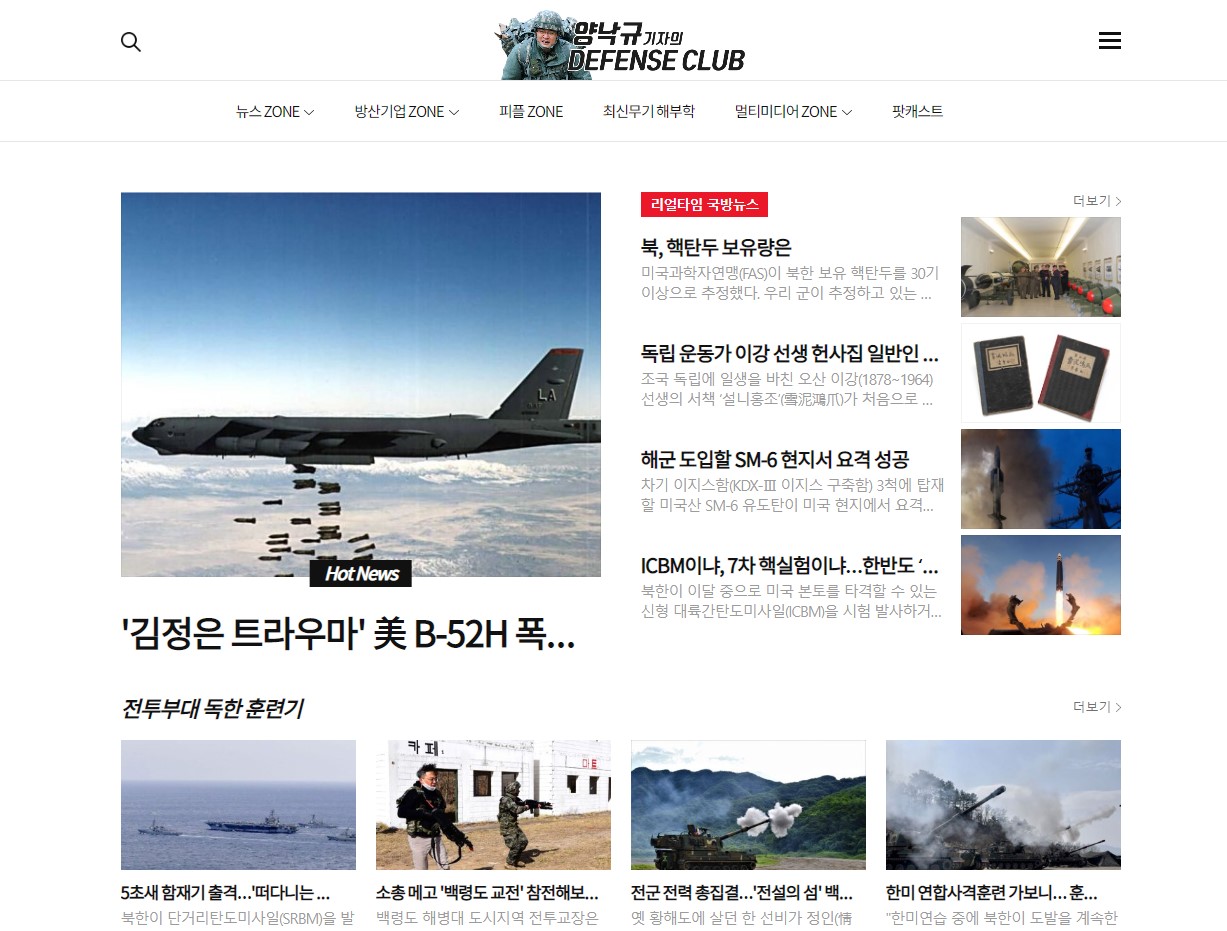 양낙규 기자의
DEFENSE CLUB
뉴스 ZONE
방산기업 ZONE
피플 ZONE
최신무기 해부학
멀티미디어 ZONE
팟캐스트
LA
Hot News
'김정은 트라우마' 美 B-52H 폭...
리얼타임 국방뉴스
더보기
북, 핵탄두 보유량은
미국과학자연맹(FAS)이 북한 보유 핵탄두를 30기
이상으로 추정했다. 우리 군이 추정하고 있는 ...
독립 운동가 이강 선생 헌사집 일반인 ...
조국 독립에 일생을 바친 오산 이강(1878~1964)
선생의 서책 ‘설니홍조’(雪泥鴻爪)가 처음으로 ...
해군 도입할 SM-6 현지서 요격 성공
차기 이지스함(KDX-Ⅲ 이지스 구축함) 3척에 탑재
할 미국산 SM-6 유도탄이 미국 현지에서 요격...
ICBM이냐, 7차 핵실험이냐…한반도 ‘...
북한이 이달 중으로 미국 본토를 타격할 수 있는
신형 대륙간탄도미사일(ICBM)을 시험 발사하거...
전투부대 독한 훈련기
더보기
카페
마트
5초새 함재기 출격…'떠다니는 ...
북한이 단거리탄도미사일(SRBM)을 발
소총 메고 '백령도 교전' 참전해보...
백령도 해병대 도시지역 전투교장은
전군 전력 총집결…'전설의 섬' 백...
옛 황해도에 살던 한 선비가 정인(情
한미 연합사격훈련 가보니… 훈...
"한미연습 중에 북한이 도발을 계속한